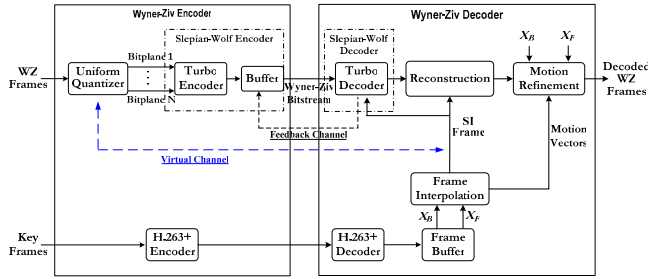 Wyner-Ziv Encoder
Wyner-Ziv Decoder
Slepian-Wolf Encoder
Slepian-Wolf
Decoder
X_B
X_F
WZ
Frames
Uniform
Quantizer
Bitplane 1
Bitplane N
Turbo
Encoder
Buffer
Wyner-Ziv
Bitstream
Turbo
Decoder
Reconstruction
Motion
Refinement
Decoded
WZ
Frames
Feedback Channel
SI
Frame
Motion
Vectors
Virtual Channel
Frame
Interpolation
X_B
X_F
Key
Frames
H.263+
Encoder
H.263+
Decoder
Frame
Buffer